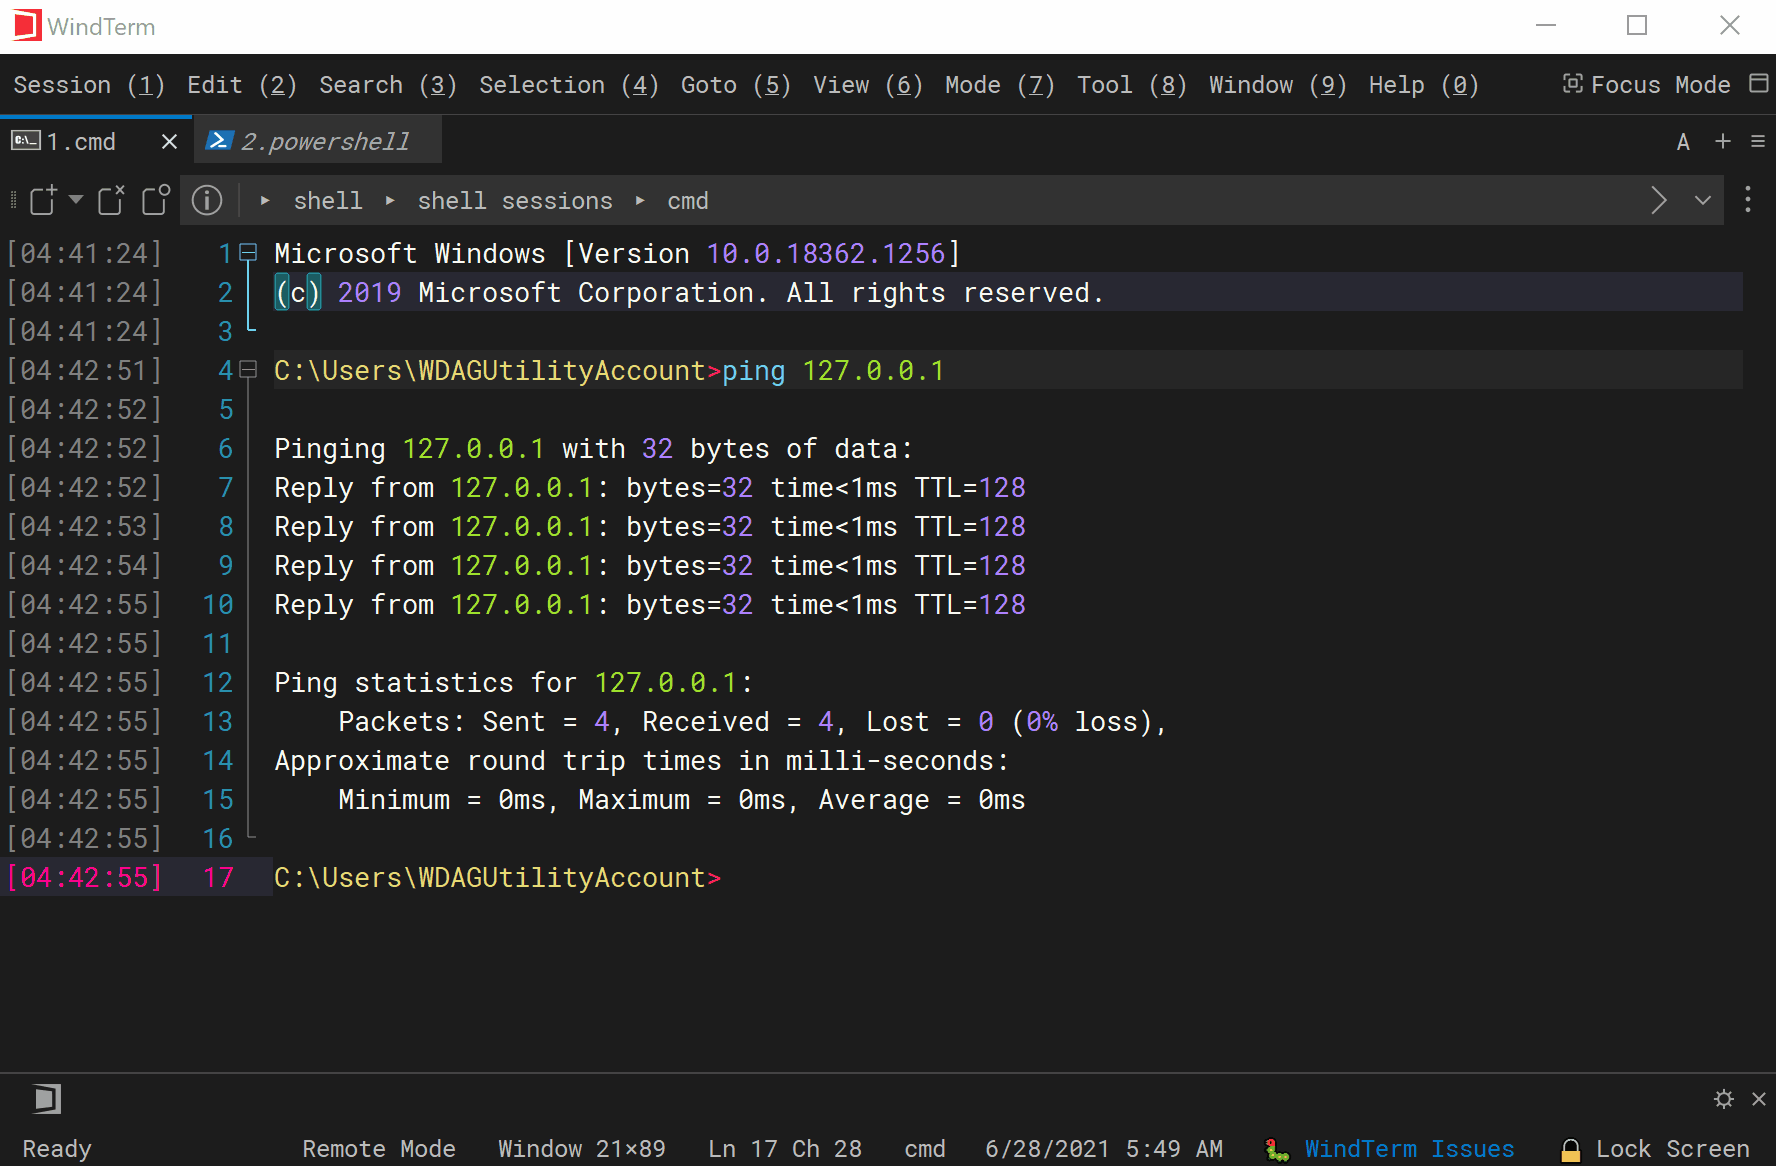 WindTerm
Session (1) Edit (2) Search (3) Selection (4) Goto (5) View (6) Mode (7) Tool (8) Window (9) Help (0) Focus Mode
C:\_ 1.cmd 2.powershell A
shell shell sessions cmd
[04:41:24] 1 Microsoft Windows [Version 10.0.18362.1256]
[04:41:24] 2 (c) 2019 Microsoft Corporation. All rights reserved.
[04:41:24] 3
[04:42:51] 4 C:\Users\WDAGUtilityAccount>ping 127.0.0.1
[04:42:52] 5
[04:42:52] 6 Pinging 127.0.0.1 with 32 bytes of data:
[04:42:52] 7 Reply from 127.0.0.1: bytes=32 time<1ms TTL=128
[04:42:53] 8 Reply from 127.0.0.1: bytes=32 time<1ms TTL=128
[04:42:54] 9 Reply from 127.0.0.1: bytes=32 time<1ms TTL=128
[04:42:55] 10 Reply from 127.0.0.1: bytes=32 time<1ms TTL=128
[04:42:55] 11
[04:42:55] 12 Ping statistics for 127.0.0.1:
[04:42:55] 13 Packets: Sent = 4, Received = 4, Lost = 0 (0% loss),
[04:42:55] 14 Approximate round trip times in milli-seconds:
[04:42:55] 15 Minimum = 0ms, Maximum = 0ms, Average = 0ms
[04:42:55] 16
[04:42:55] 17 C:\Users\WDAGUtilityAccount>
Ready Remote Mode Window 21×89 Ln 17 Ch 28 cmd 6/28/2021 5:49 AM WindTerm Issues Lock Screen